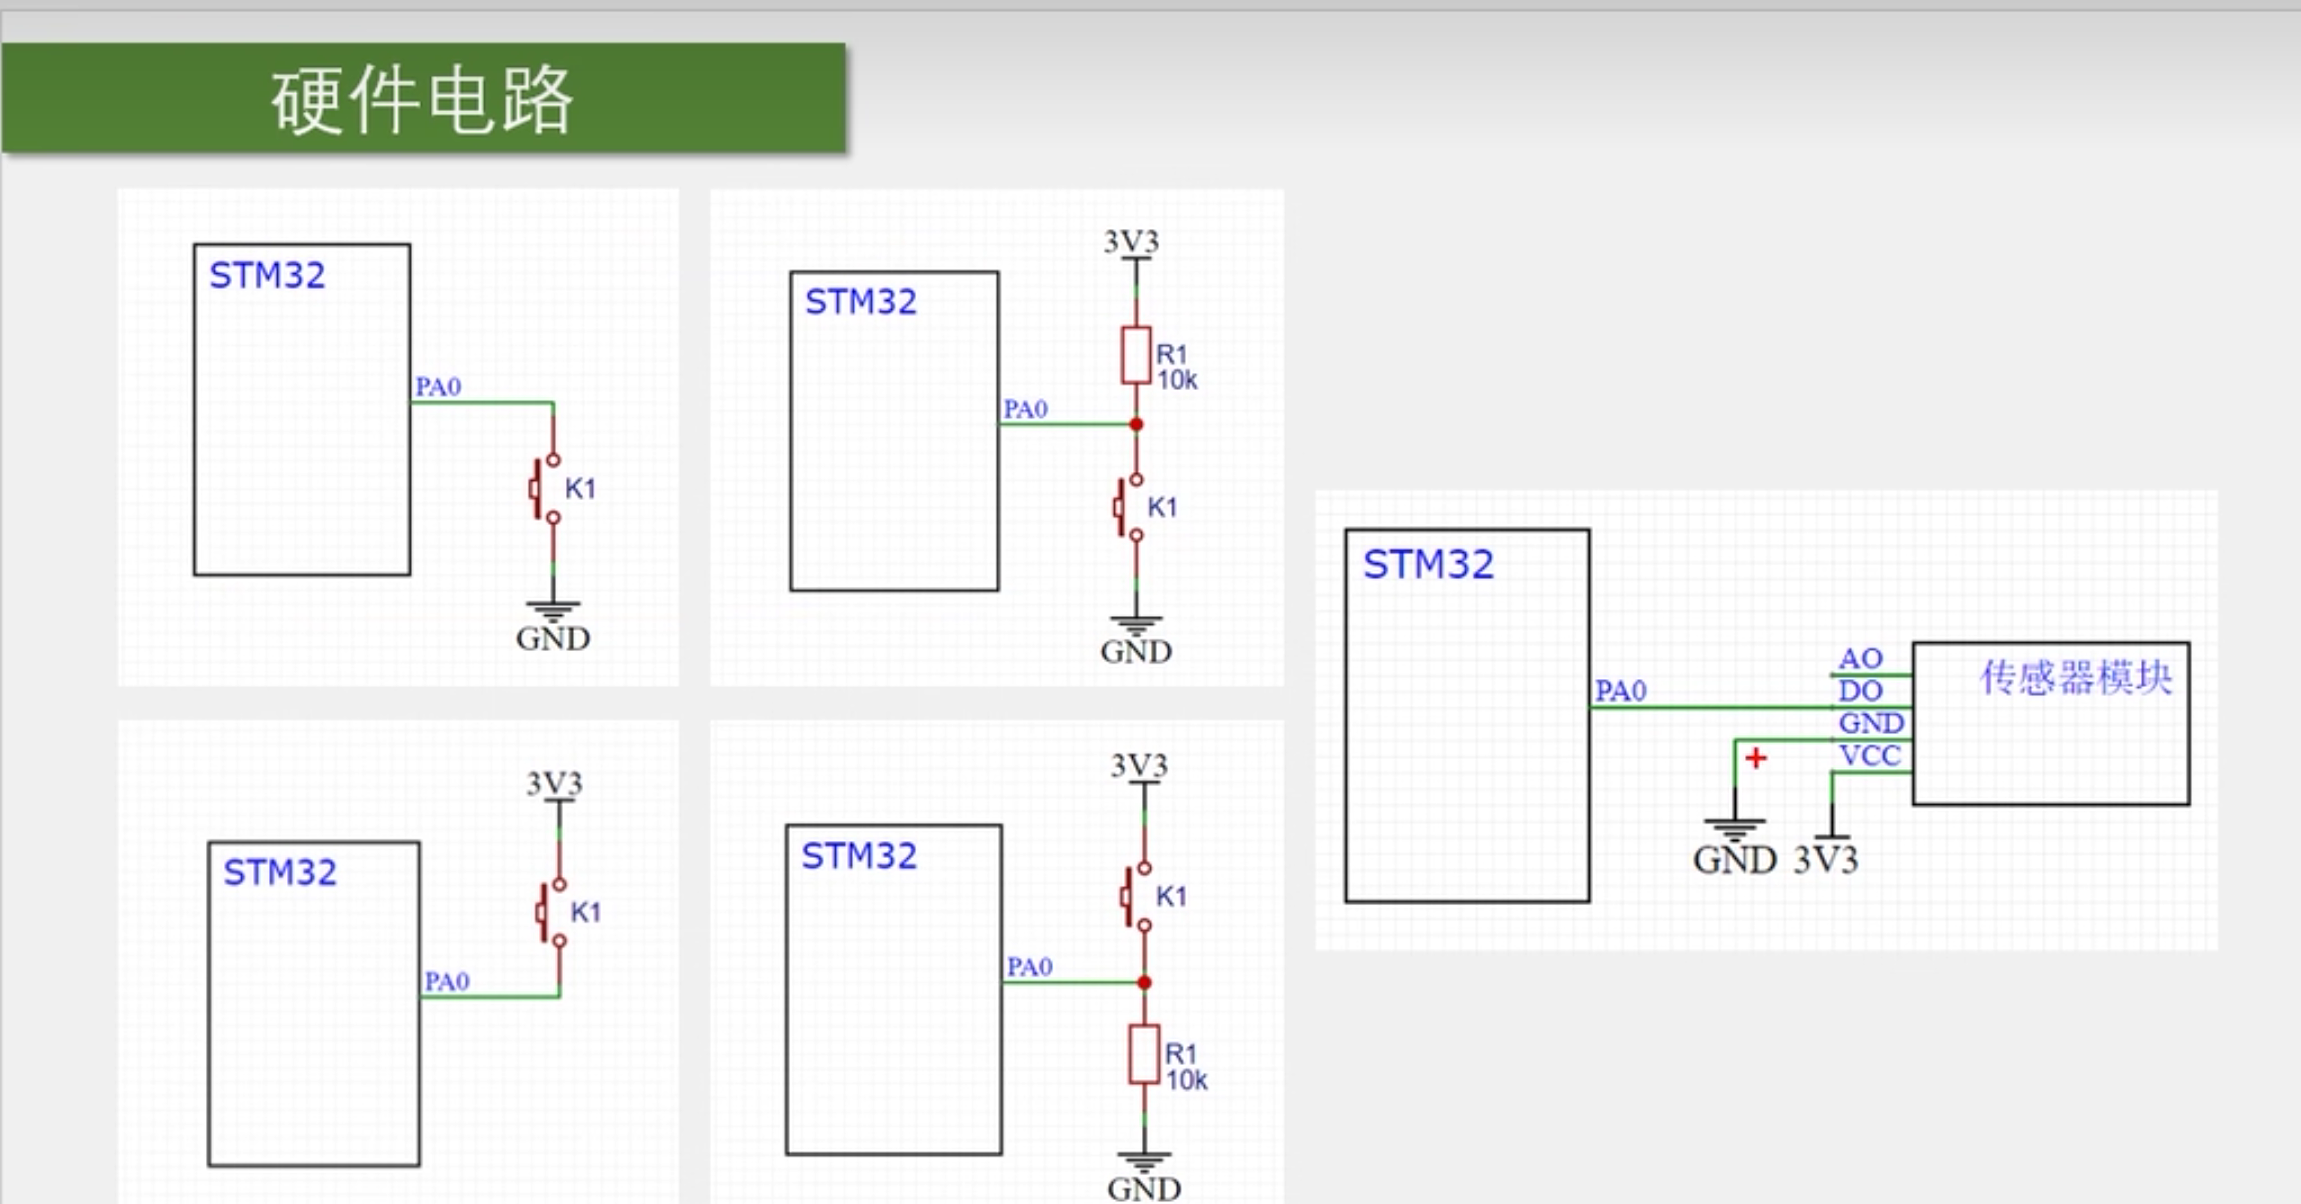 硬件电路
STM32
PA0
K1
GND
3V3
STM32
R1
10k
PA0
K1
GND
3V3
STM32
K1
PA0
3V3
STM32
K1
PA0
R1
10k
GND
STM32
PA0
AO
DO
GND
VCC
传感器模块
GND
3V3